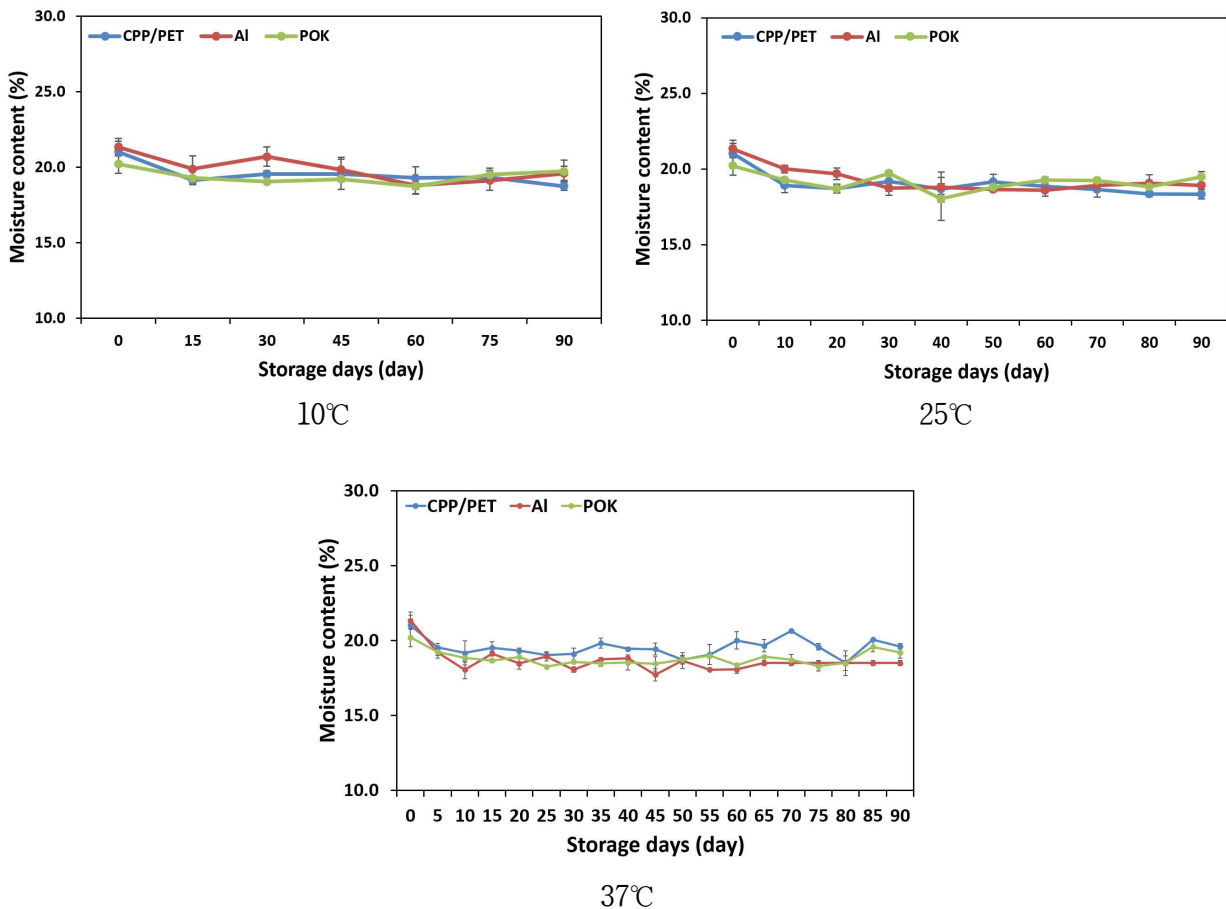 30.0
CPP/PET Al POK
25.0
20.0
15.0
10.0
Moisture content (%)
0 15 30 45 60 75 90
Storage days (day)
10℃
30.0
CPP/PET Al POK
25.0
20.0
15.0
10.0
Moisture content (%)
0 10 20 30 40 50 60 70 80 90
Storage days (day)
25℃
30.0
CPP/PET Al POK
25.0
20.0
15.0
10.0
Moisture content (%)
0 5 10 15 20 25 30 35 40 45 50 55 60 65 70 75 80 85 90
Storage days (day)
37℃